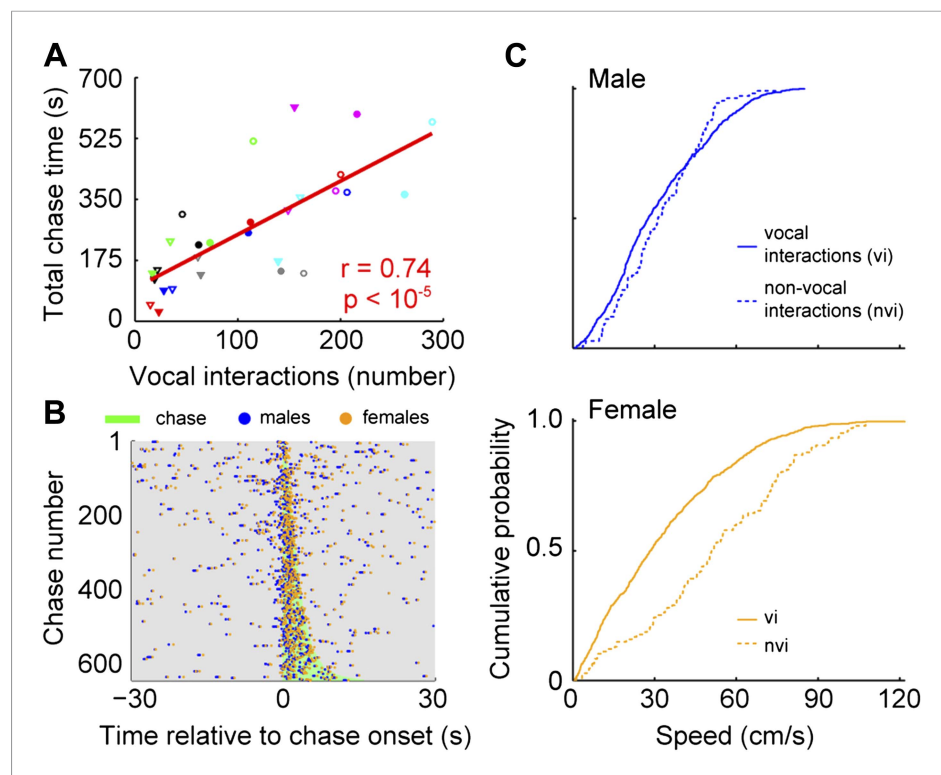 A
700
525
350
175
0
Total chase time (s)
r = 0.74
p < 10⁻⁵
0
100
200
300
Vocal interactions (number)
B
chase
males
females
1
200
400
600
Chase number
−30
0
30
Time relative to chase onset (s)
C
Male
vocal
interactions (vi)
non-vocal
interactions (nvi)
Female
1.0
0.5
0
Cumulative probability
vi
nvi
0
30
60
90
120
Speed (cm/s)